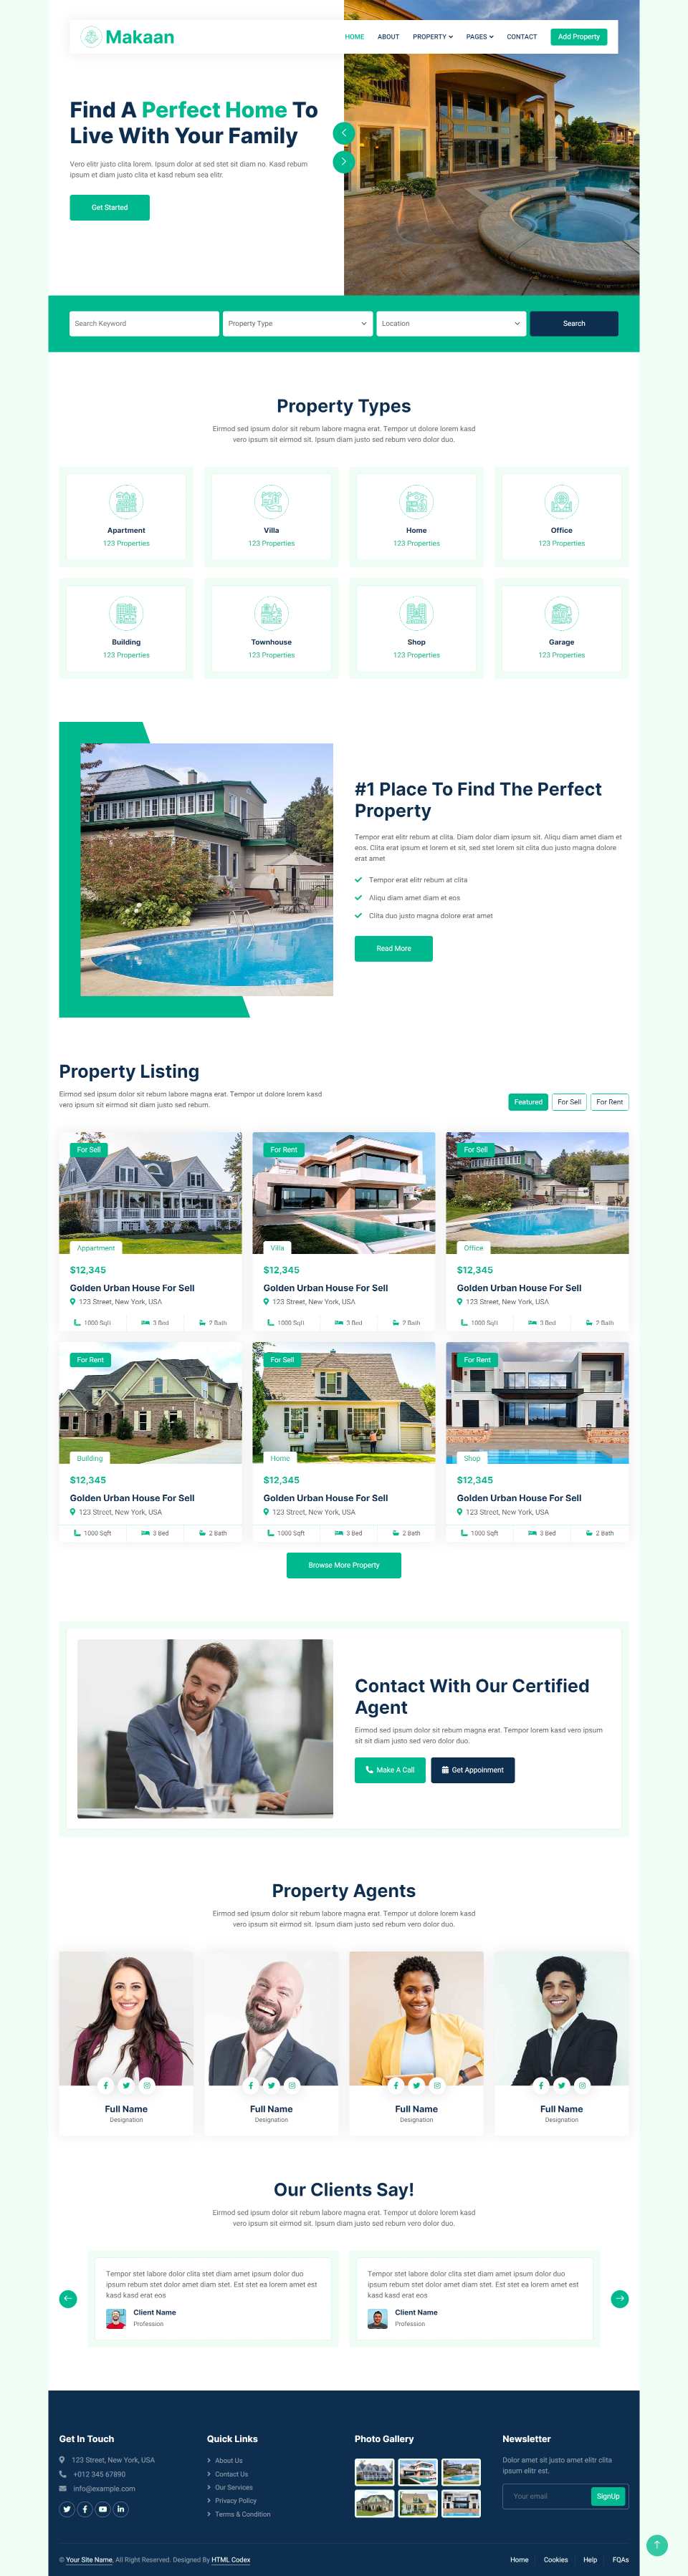 Makaan
HOME ABOUT PROPERTY PAGES CONTACT Add Property
Find A Perfect Home To
Live With Your Family
Vero elitr justo clita lorem. Ipsum dolor at sed stet sit diam no. Kasd rebum
ipsum et diam justo clita et kasd rebum sea elitr.
Get Started
Search Keyword Property Type Location Search
Property Types
Eirmod sed ipsum dolor sit rebum labore magna erat. Tempor ut dolore lorem kasd
vero ipsum sit eirmod sit. Ipsum diam justo sed rebum vero dolor duo.
Apartment Villa Home Office
123 Properties 123 Properties 123 Properties 123 Properties
Building Townhouse Shop Garage
123 Properties 123 Properties 123 Properties 123 Properties
#1 Place To Find The Perfect
Property
Tempor erat elitr rebum at clita. Diam dolor diam ipsum sit. Aliqu diam amet diam et
eos. Clita erat ipsum et lorem et sit, sed stet lorem sit clita duo justo magna dolore
erat amet
Tempor erat elitr rebum at clita
Aliqu diam amet diam et eos
Clita duo justo magna dolore erat amet
Read More
Property Listing
Eirmod sed ipsum dolor sit rebum labore magna erat. Tempor ut dolore lorem kasd
vero ipsum sit eirmod sit diam justo sed rebum.
Featured For Sell For Rent
For Sell For Rent For Sell
Appartment Villa Office
$12,345 $12,345 $12,345
Golden Urban House For Sell Golden Urban House For Sell Golden Urban House For Sell
123 Street, New York, USA 123 Street, New York, USA 123 Street, New York, USA
1000 Sqft 3 Bed 2 Bath 1000 Sqft 3 Bed 2 Bath 1000 Sqft 3 Bed 2 Bath
For Rent For Sell For Rent
Building Home Shop
$12,345 $12,345 $12,345
Golden Urban House For Sell Golden Urban House For Sell Golden Urban House For Sell
123 Street, New York, USA 123 Street, New York, USA 123 Street, New York, USA
1000 Sqft 3 Bed 2 Bath 1000 Sqft 3 Bed 2 Bath 1000 Sqft 3 Bed 2 Bath
Browse More Property
Contact With Our Certified
Agent
Eirmod sed ipsum dolor sit rebum magna erat. Tempor lorem kasd vero ipsum
sit sit diam justo sed vero dolor duo.
Make A Call Get Appoinment
Property Agents
Eirmod sed ipsum dolor sit rebum labore magna erat. Tempor ut dolore lorem kasd
vero ipsum sit eirmod sit. Ipsum diam justo sed rebum vero dolor duo.
Full Name Full Name Full Name Full Name
Designation Designation Designation Designation
Our Clients Say!
Eirmod sed ipsum dolor sit rebum labore magna erat. Tempor ut dolore lorem kasd
vero ipsum sit eirmod sit. Ipsum diam justo sed rebum vero dolor duo.
Tempor stet labore dolor clita stet diam amet ipsum dolor duo
ipsum rebum stet dolor amet diam stet. Est stet ea lorem amet est
kasd kasd erat eos
Client Name
Profession
Tempor stet labore dolor clita stet diam amet ipsum dolor duo
ipsum rebum stet dolor amet diam stet. Est stet ea lorem amet est
kasd kasd erat eos
Client Name
Profession
Get In Touch
123 Street, New York, USA
+012 345 67890
info@example.com
Quick Links
About Us
Contact Us
Our Services
Privacy Policy
Terms & Condition
Photo Gallery
Newsletter
Dolor amet sit justo amet elitr clita
ipsum elitr est.
Your email SignUp
© Your Site Name, All Right Reserved. Designed By HTML Codex
Home Cookies Help FQAs